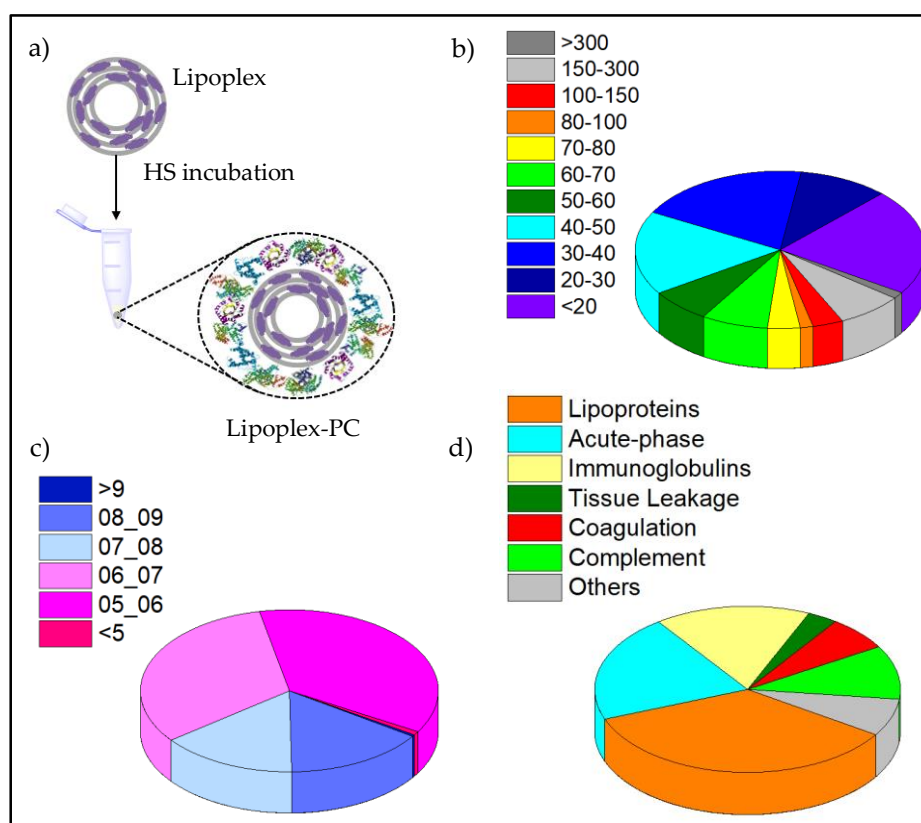 a)
Lipoplex
HS incubation
Lipoplex-PC
b)
>300
150-300
100-150
80-100
70-80
60-70
50-60
40-50
30-40
20-30
<20
c)
>9
08_09
07_08
06_07
05_06
<5
d)
Lipoproteins
Acute-phase
Immunoglobulins
Tissue Leakage
Coagulation
Complement
Others